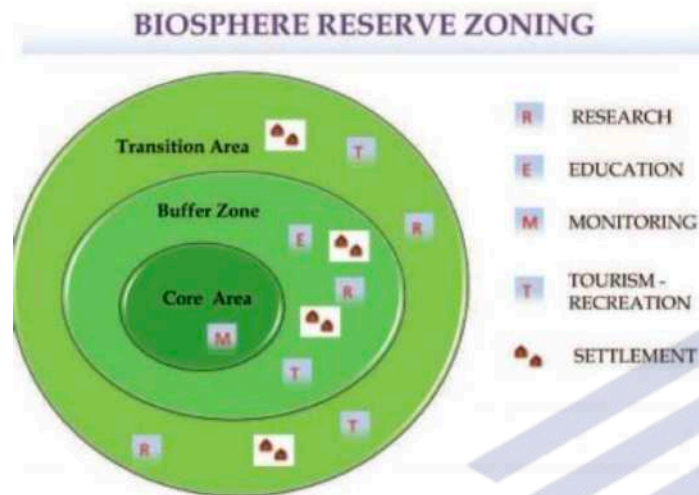 BIOSPHERE RESERVE ZONING
Transition Area
T
Buffer Zone
R
E
R
Core Area
M
T
T
R
R RESEARCH
E EDUCATION
M MONITORING
T TOURISM -
RECREATION
SETTLEMENT